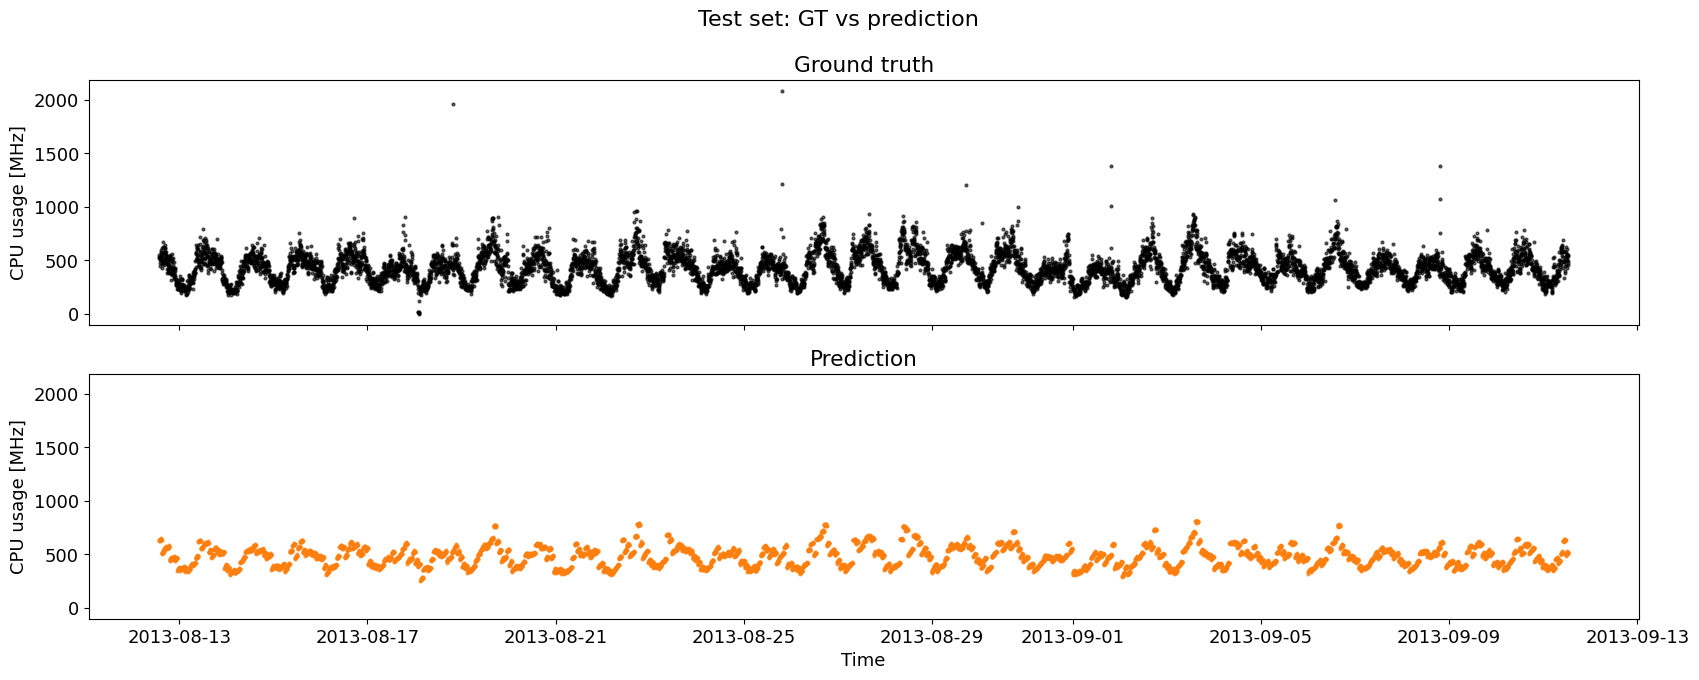 Test set: GT vs prediction
Ground truth
2000
1500
1000
500
0
CPU usage [MHz]
Prediction
2000
1500
1000
500
0
CPU usage [MHz]
2013-08-13 2013-08-17 2013-08-21 2013-08-25 2013-08-29 2013-09-01 2013-09-05 2013-09-09 2013-09-13
Time